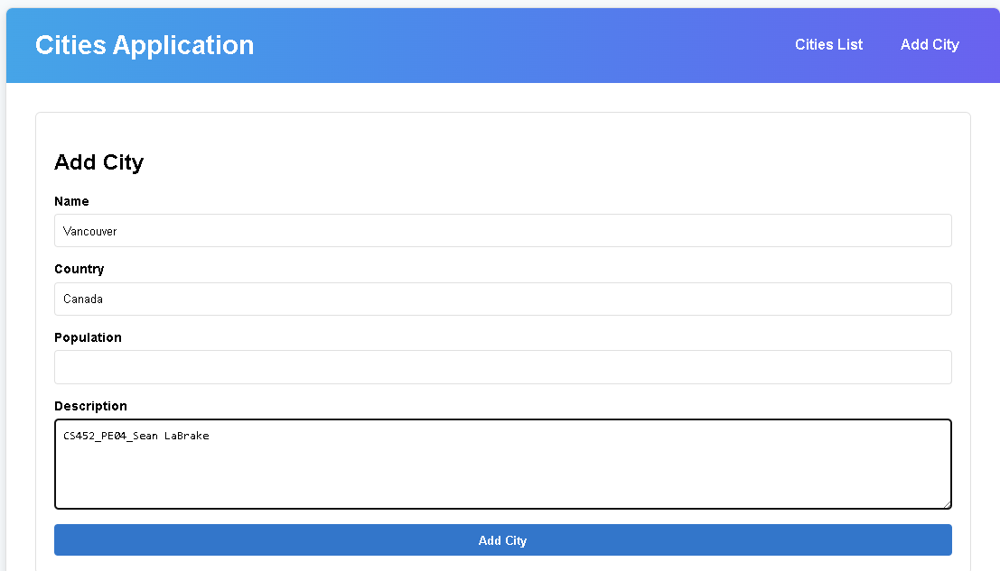 Cities Application
Cities List
Add City
Add City
Name
Vancouver
Country
Canada
Population
Description
CS452_PE04_Sean LaBrake
Add City